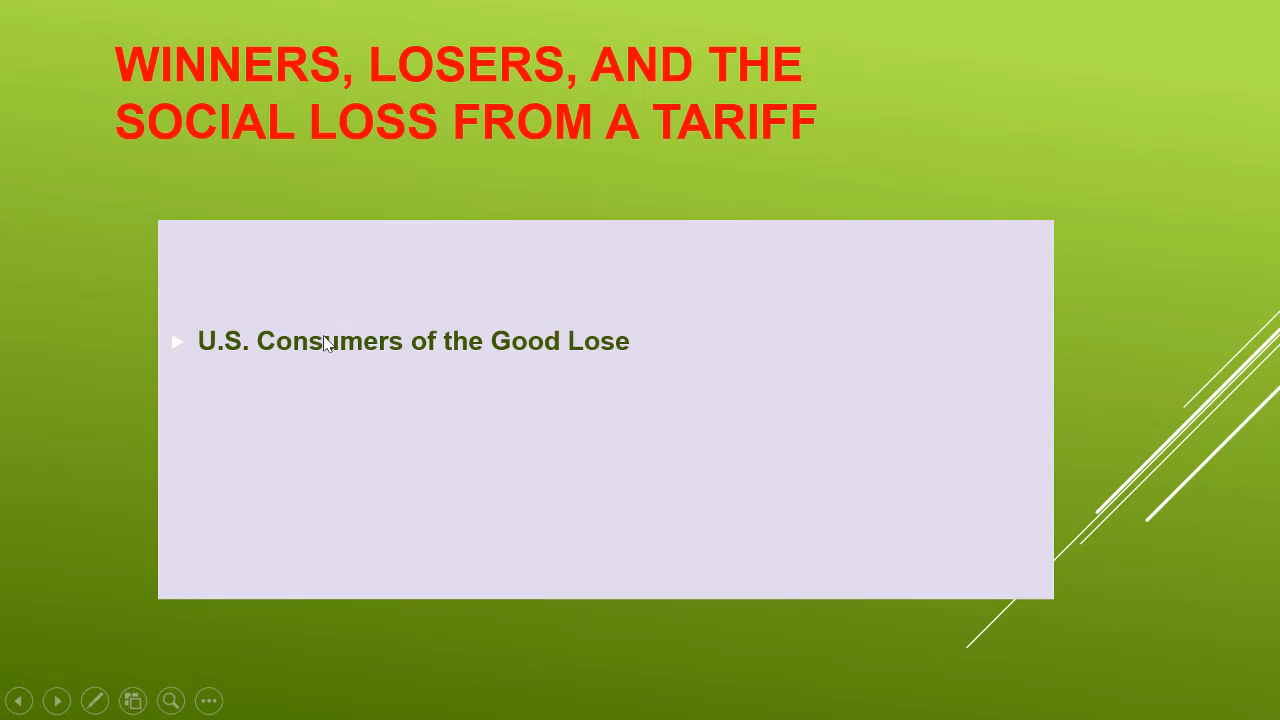 WINNERS, LOSERS, AND THE
SOCIAL LOSS FROM A TARIFF
U.S. Consumers of the Good Lose